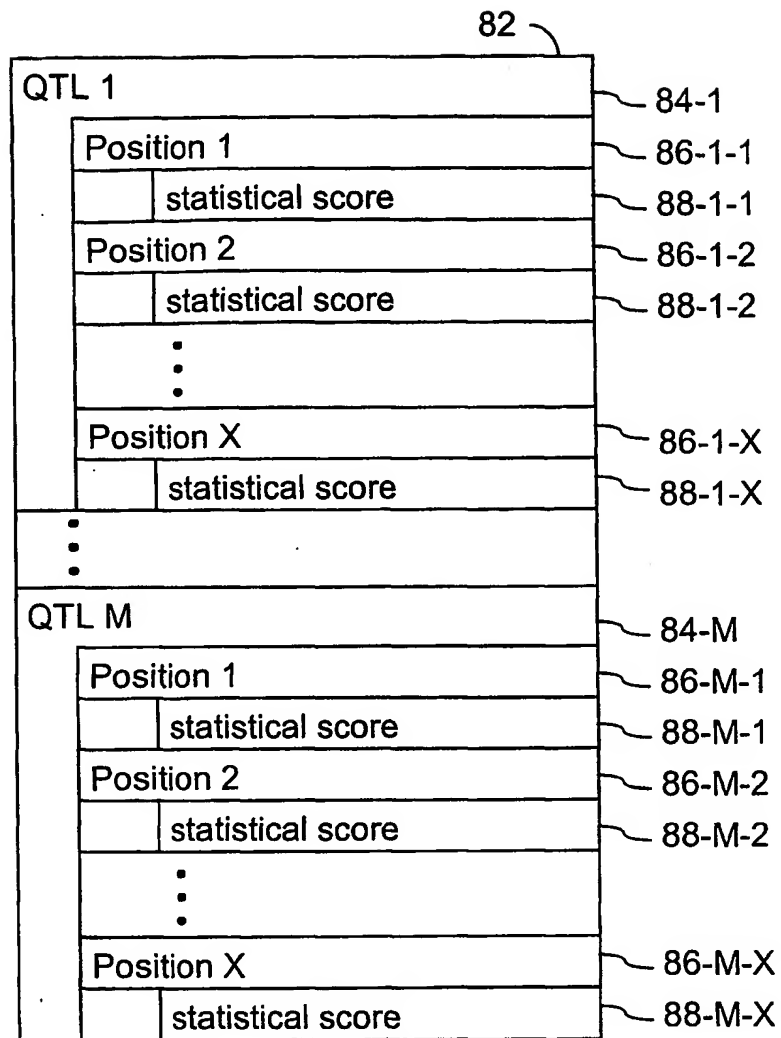 82
QTL 1 84-1
Position 1 86-1-1
statistical score 88-1-1
Position 2 86-1-2
statistical score 88-1-2
Position X 86-1-X
statistical score 88-1-X
QTL M 84-M
Position 1 86-M-1
statistical score 88-M-1
Position 2 86-M-2
statistical score 88-M-2
Position X 86-M-X
statistical score 88-M-X